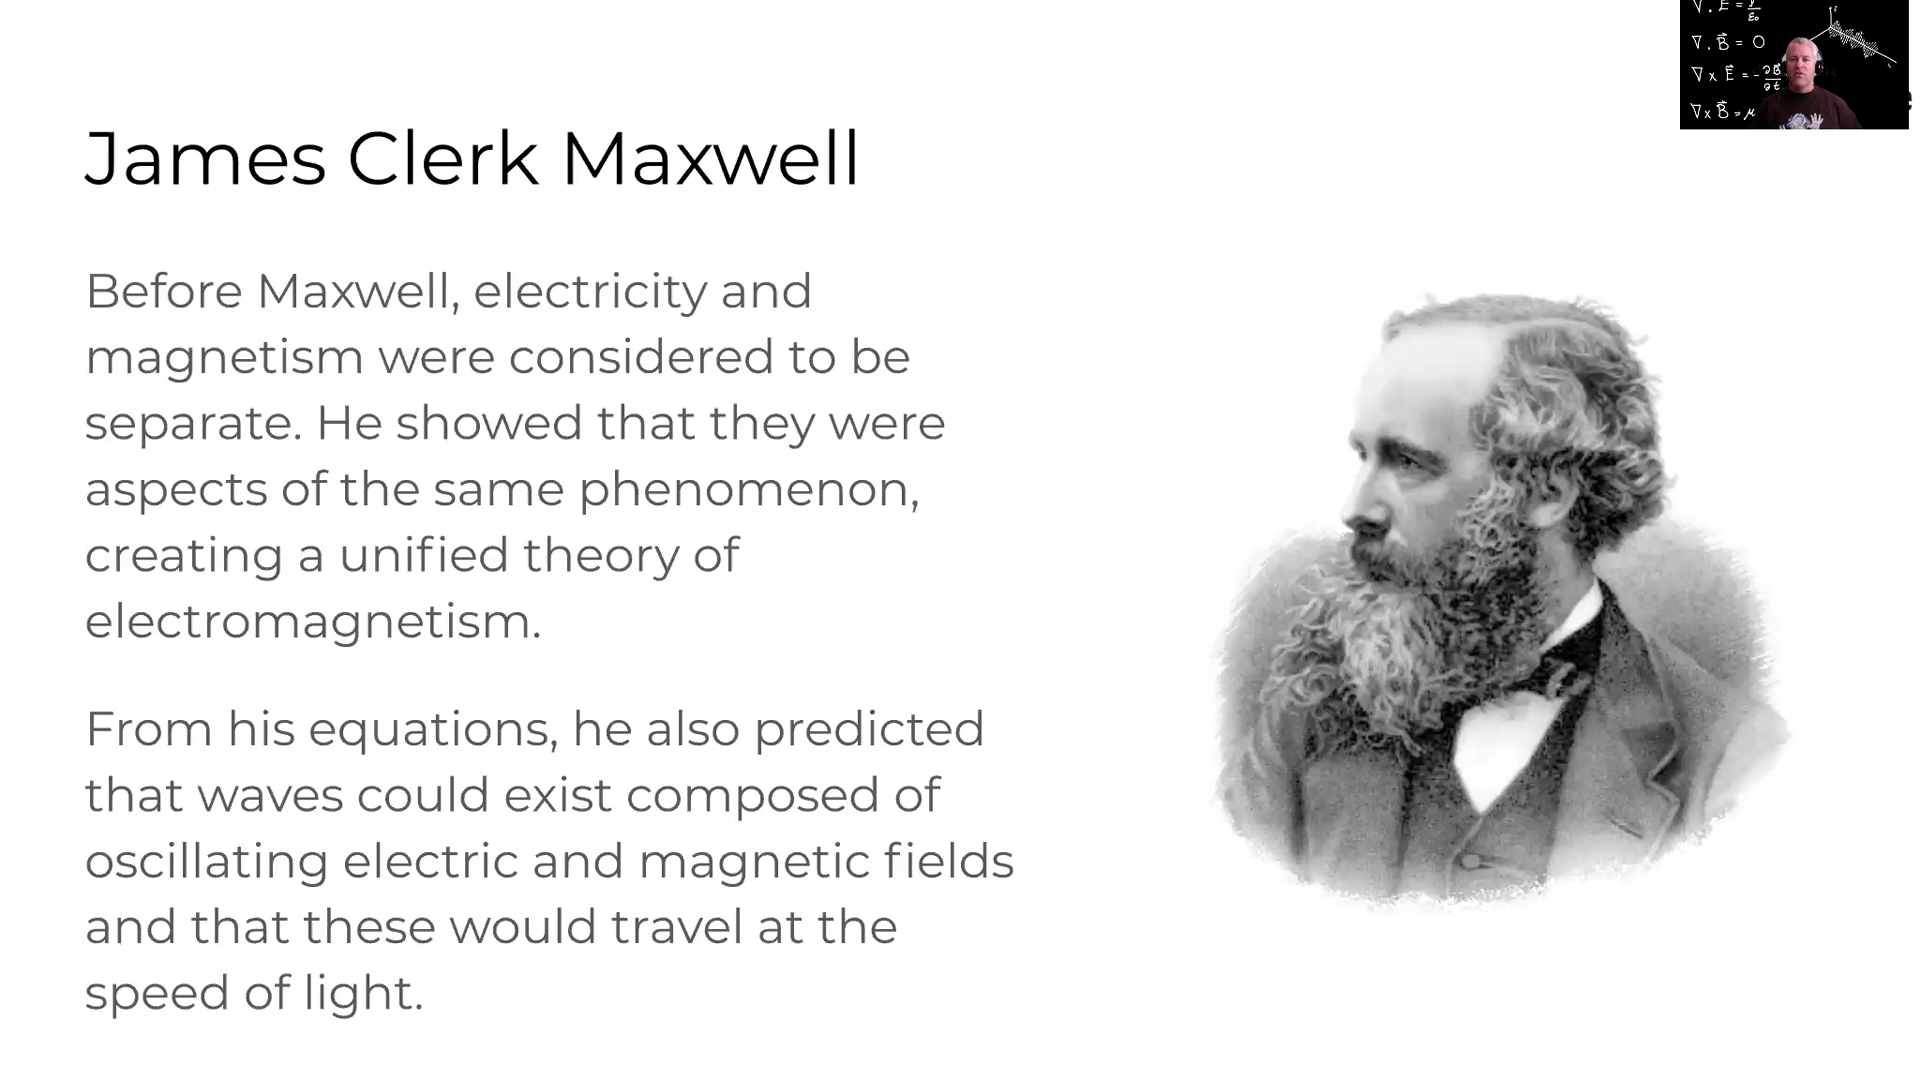 James Clerk Maxwell
Before Maxwell, electricity and
magnetism were considered to be
separate. He showed that they were
aspects of the same phenomenon,
creating a unified theory of
electromagnetism.
From his equations, he also predicted
that waves could exist composed of
oscillating electric and magnetic fields
and that these would travel at the
speed of light.
∇ · E⃗ = ρ/ε₀
∇ · B⃗ = 0
∇ × E⃗ = - ∂B⃗/∂t
∇ × B⃗ = μ